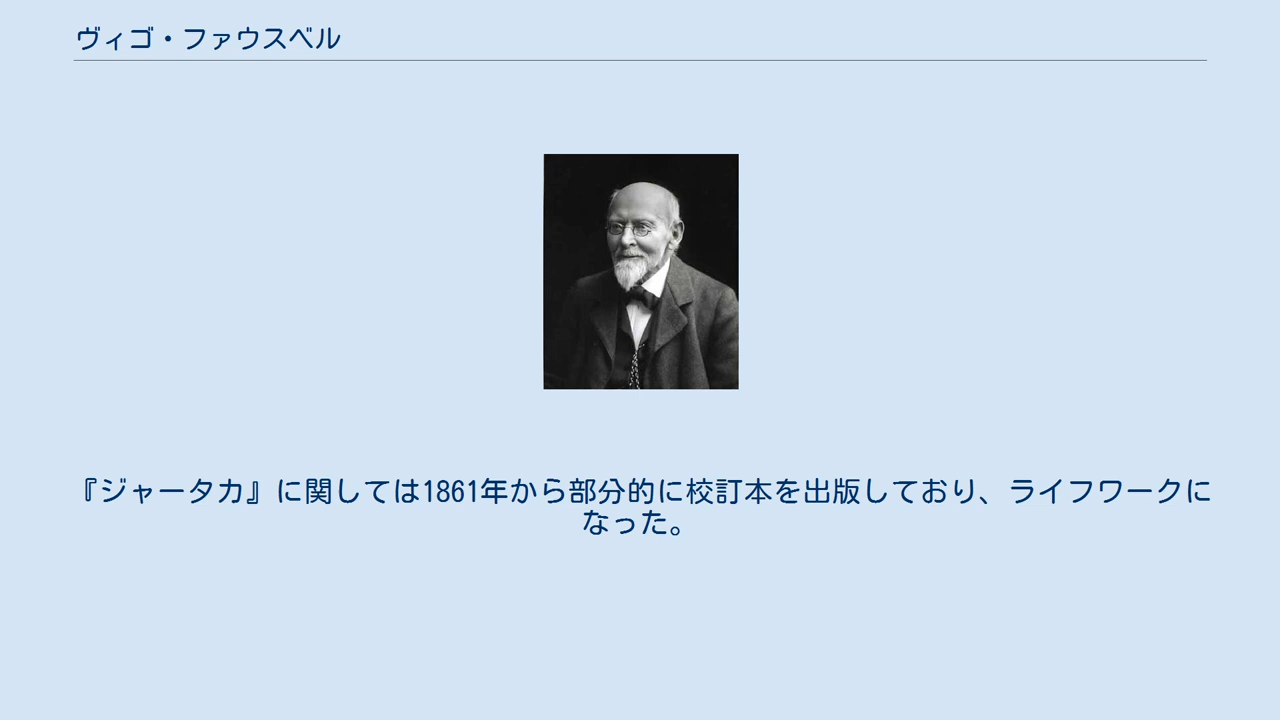 ヴィゴ・ファウスベル
『ジャータカ』に関しては1861年から部分的に校訂本を出版しており、ライフワークに
なった。